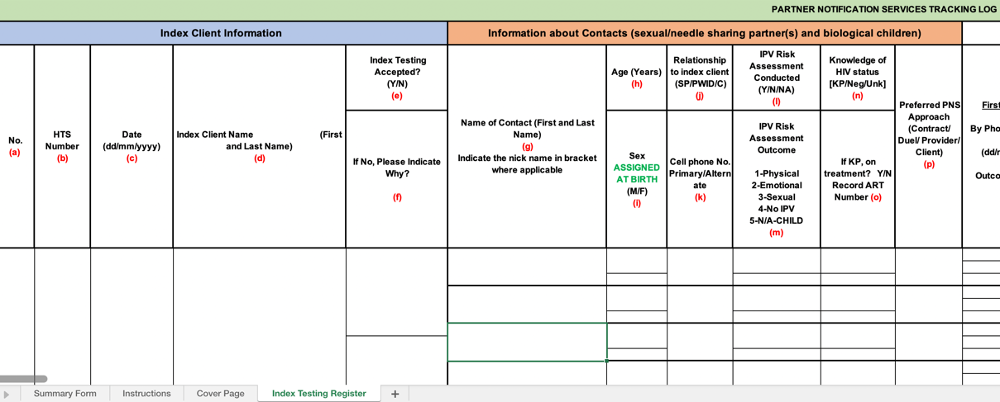 PARTNER NOTIFICATION SERVICES TRACKING LOG
Index Client Information
Information about Contacts (sexual/needle sharing partner(s) and biological children)
No.
(a)
HTS
Number
(b)
Date
(dd/mm/yyyy)
(c)
Index Client Name (First
and Last Name)
(d)
Index Testing
Accepted?
(Y/N)
(e)
If No, Please Indicate
Why?
(f)
Name of Contact (First and Last
Name)
(g)
Indicate the nick name in bracket
where applicable
Age (Years)
(h)
Sex
ASSIGNED
AT BIRTH
(M/F)
(i)
Relationship
to index client
(SP/PWID/C)
(j)
Cell phone No.
Primary/Altern
ate
(k)
IPV Risk
Assessment
Conducted
(Y/N/NA)
(l)
IPV Risk
Assessment
Outcome
1-Physical
2-Emotional
3-Sexual
4-No IPV
5-N/A-CHILD
(m)
Knowledge of
HIV status
[KP/Neg/Unk]
(n)
If KP, on
treatment? Y/N
Record ART
Number (o)
Preferred PNS
Approach
(Contract/
Duel/ Provider/
Client)
(p)
First
By Pho
(dd/
Outco
Summary Form
Instructions
Cover Page
Index Testing Register
+